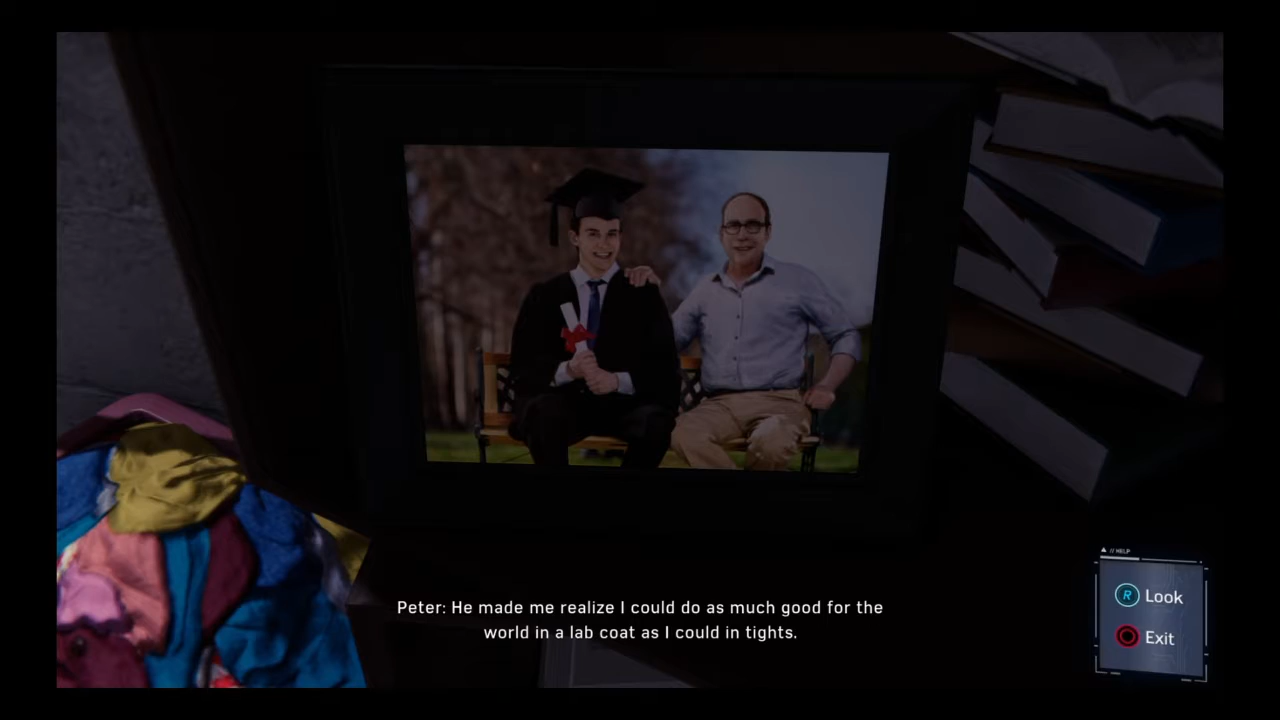 // HELP
R Look
Exit
Peter: He made me realize I could do as much good for the
world in a lab coat as I could in tights.